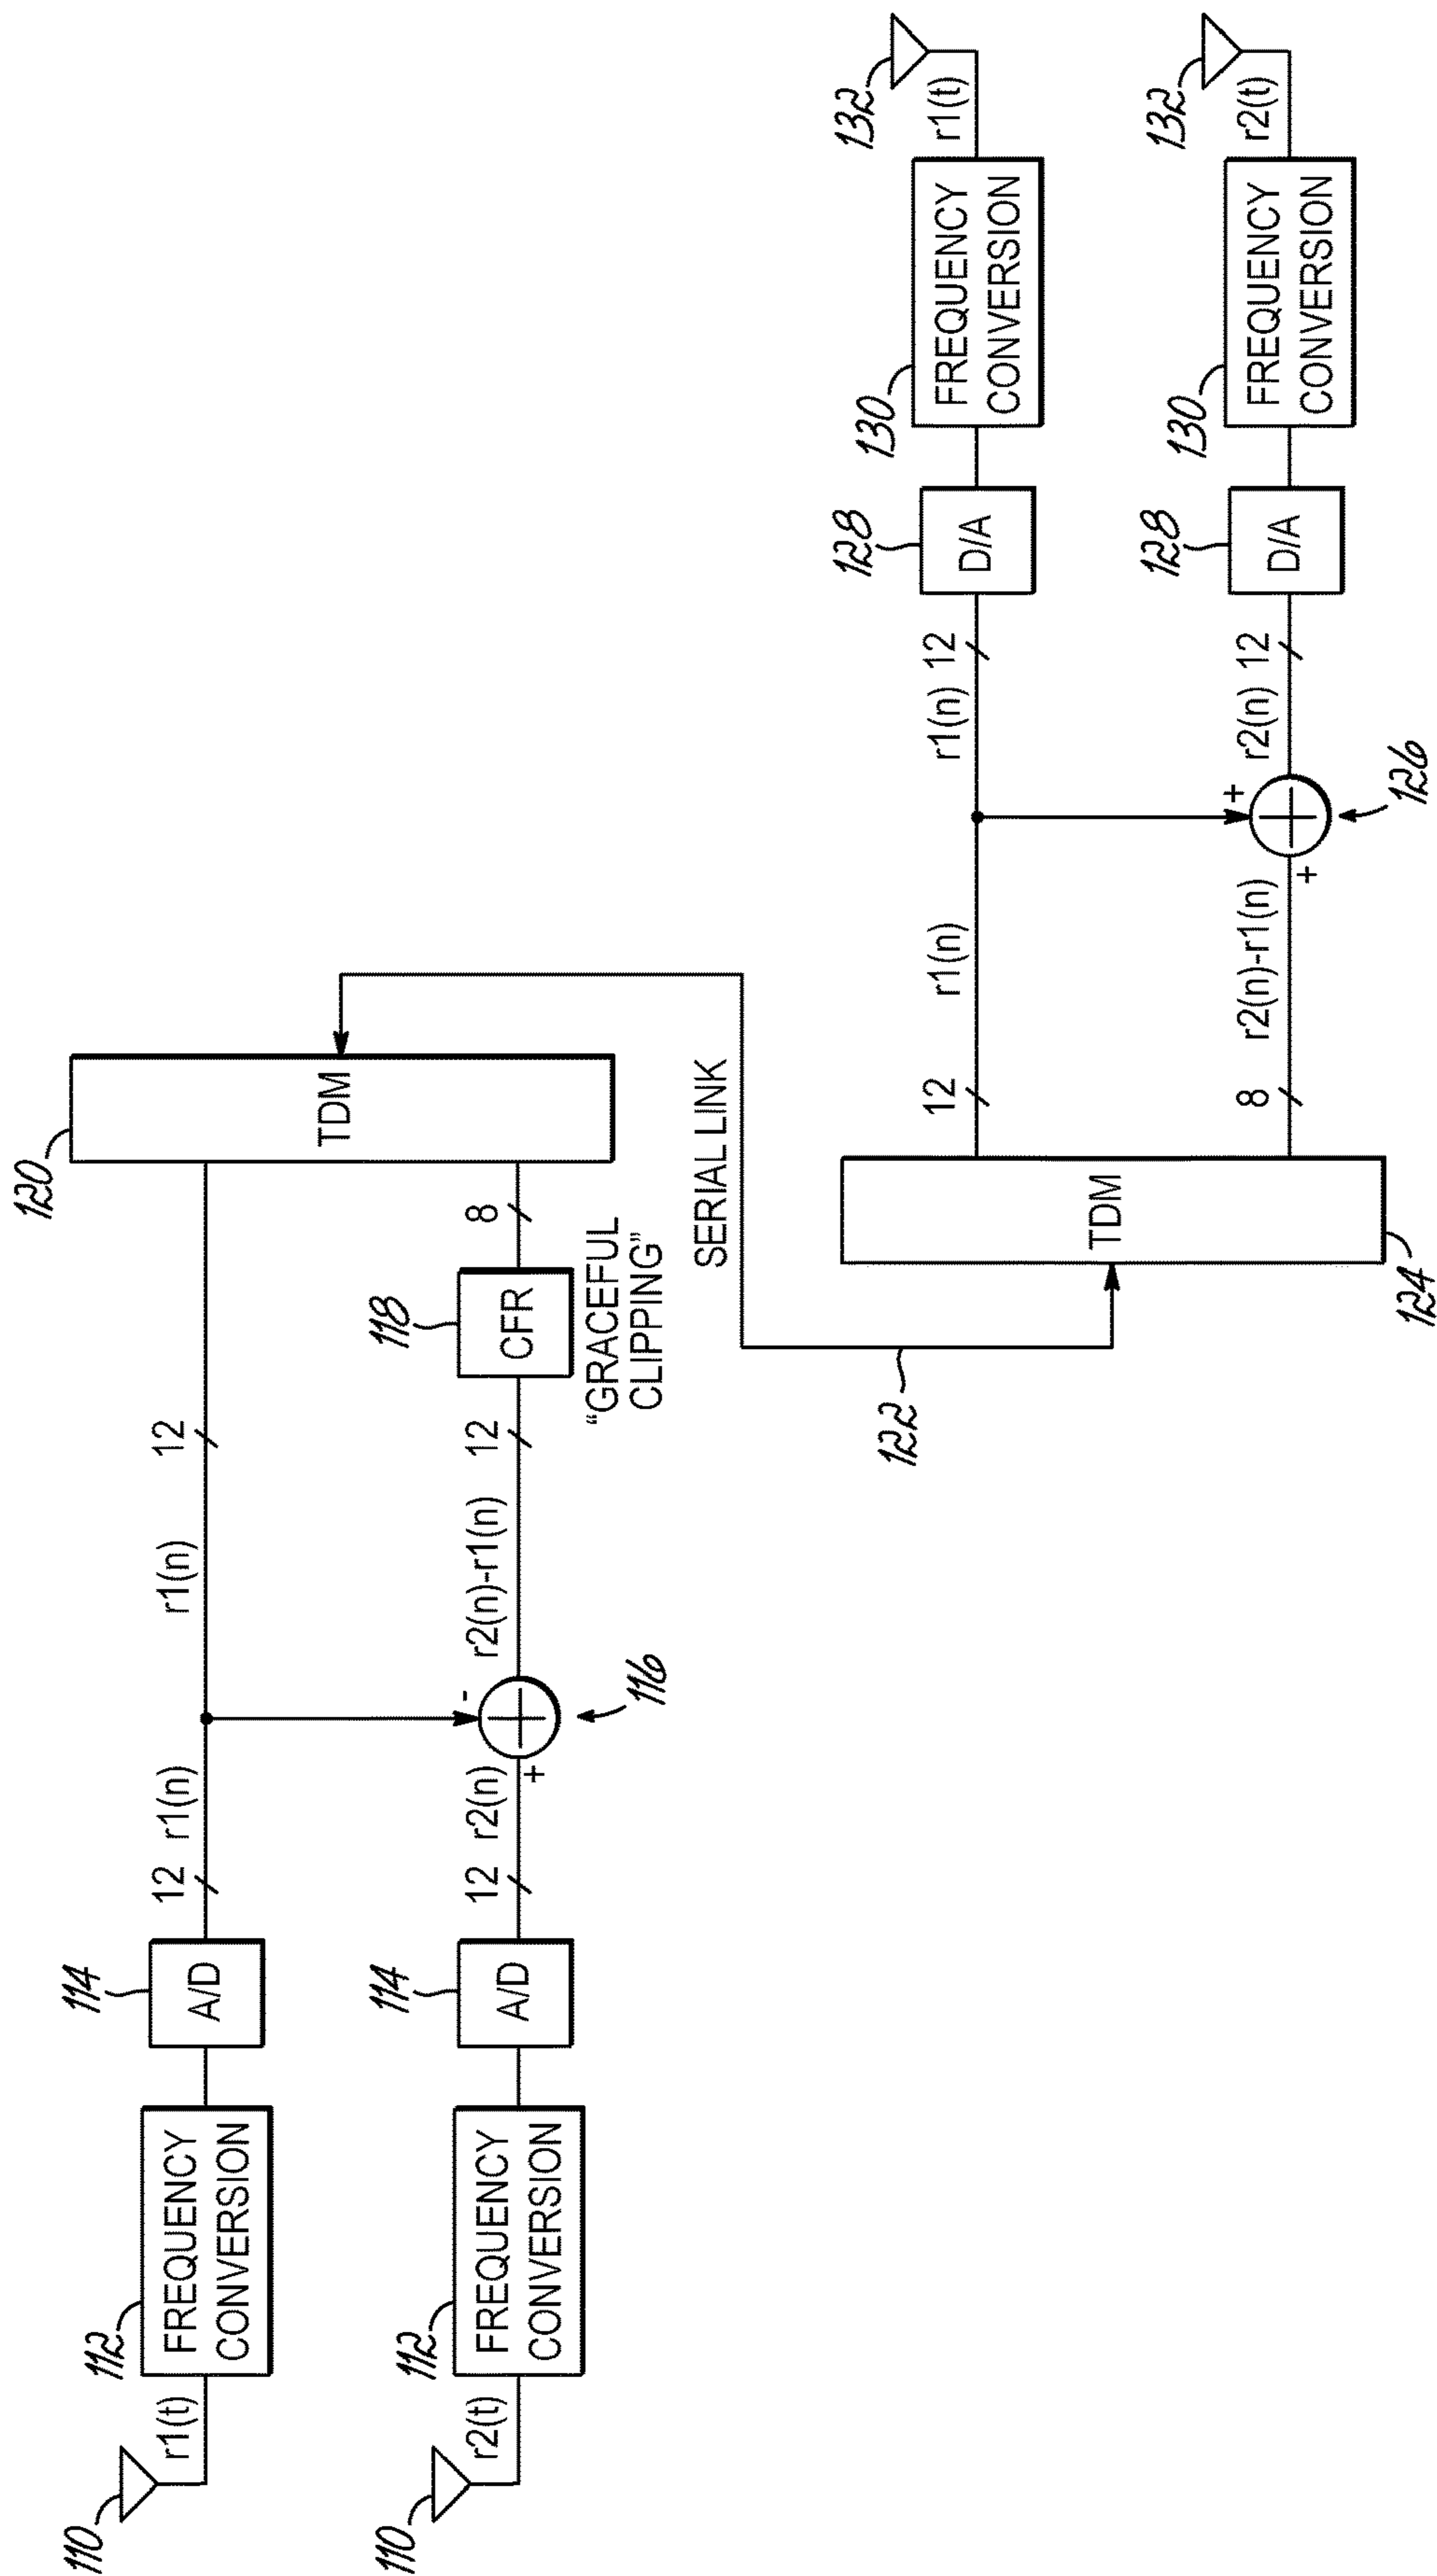 110
r1(t)
112
FREQUENCY
CONVERSION
114
A/D
12
r1(n)
r1(n)
12
120
TDM
110
r2(t)
112
FREQUENCY
CONVERSION
114
A/D
12
r2(n)
+
-
116
r2(n)-r1(n)
12
118
CFR
"GRACEFUL
CLIPPING"
8
SERIAL LINK
122
124
TDM
12
r1(n)
r1(n)
12
128
D/A
130
FREQUENCY
CONVERSION
r1(t)
132
8
r2(n)-r1(n)
+
+
126
r2(n)
12
128
D/A
130
FREQUENCY
CONVERSION
r2(t)
132